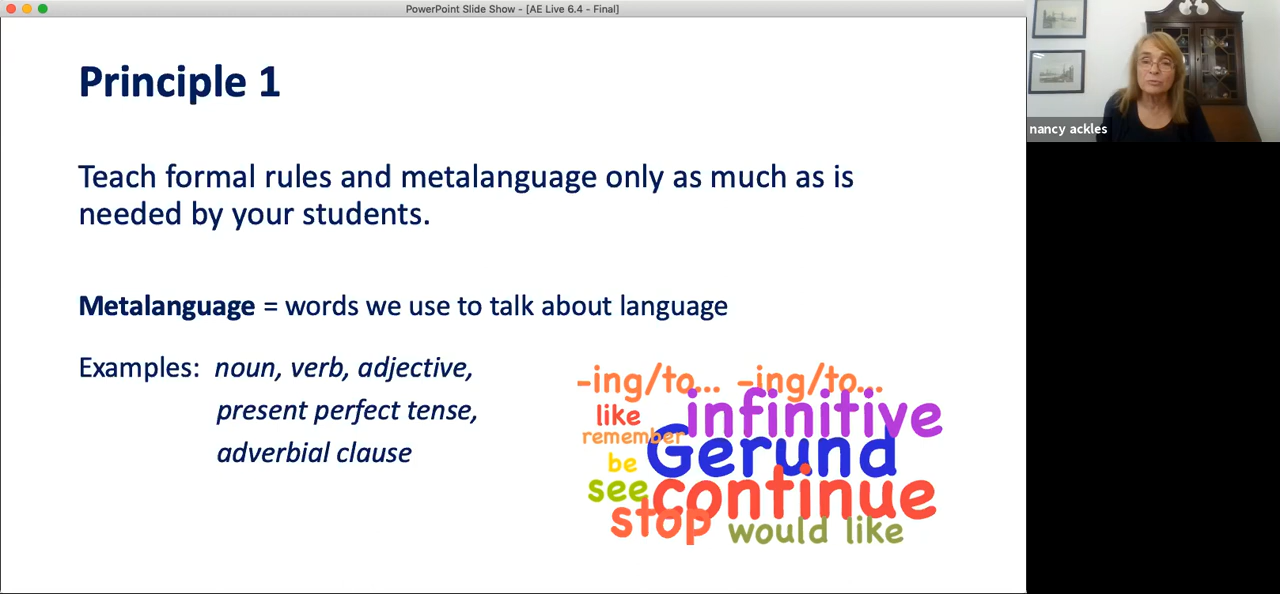 PowerPoint Slide Show - [AE Live 6.4 - Final]
Principle 1
Teach formal rules and metalanguage only as much as is
needed by your students.
Metalanguage = words we use to talk about language
Examples: noun, verb, adjective,
present perfect tense,
adverbial clause
-ing/to... -ing/to...
like infinitive
remember
be Gerund
see continue
stop would like
nancy ackles